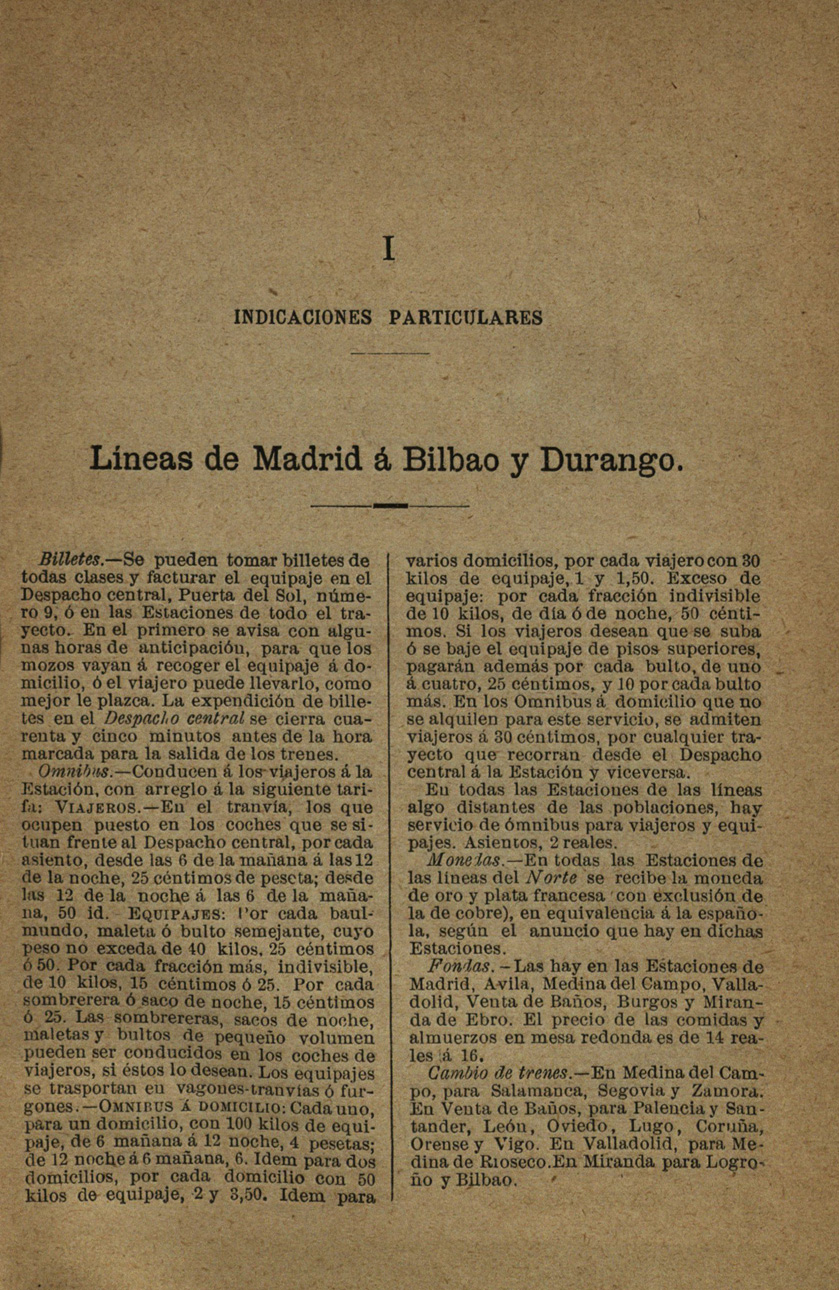 I
INDICACIONES PARTICULARES
Líneas de Madrid á Bilbao y Durango.
Billetes.—Se pueden tomar billetes de
todas clases y facturar el equipaje en el
Despacho central, Puerta del Sol, núme-
ro 9, ó en las Estaciones de todo el tra-
yecto. En el primero se avisa con algu-
nas horas de anticipación, para que los
mozos vayan á recoger el equipaje á do-
micilio, ó el viajero puede llevarlo, como
mejor le plazca. La expendición de bille-
tes en el Despacho central se cierra cua-
renta y cinco minutos antes de la hora
marcada para la salida de los trenes.
Omnibus.—Conducen á los viajeros á la
Estación, con arreglo á la siguiente tari-
fa: VIAJEROS.—En el tranvía, los que
ocupen puesto en los coches que se si-
tuan frente al Despacho central, por cada
asiento, desde las 6 de la mañana á las 12
de la noche, 25 céntimos de peseta; desde
las 12 de la noche á las 6 de la maña-
na, 50 id. EQUIPAJES: Por cada baul-
mundo, maleta ó bulto semejante, cuyo
peso no exceda de 40 kilos, 25 céntimos
ó 50. Por cada fracción más, indivisible,
de 10 kilos, 15 céntimos ó 25. Por cada
sombrerera ó saco de noche, 15 céntimos
ó 25. Las sombrereras, sacos de noche,
maletas y bultos de pequeño volumen
pueden ser conducidos en los coches de
viajeros, si éstos lo desean. Los equipajes
se trasportan en vagones-tranvías ó fur-
gones.—OMNIBUS Á DOMICILIO: Cada uno,
para un domicilio, con 100 kilos de equi-
paje, de 6 mañana á 12 noche, 4 pesetas;
de 12 noche á 6 mañana, 6. Idem para dos
domicilios, por cada domicilio con 50
kilos de equipaje, 2 y 3,50. Idem para
varios domicilios, por cada viajero con 30
kilos de equipaje, 1 y 1,50. Exceso de
equipaje: por cada fracción indivisible
de 10 kilos, de día ó de noche, 50 cénti-
mos. Si los viajeros desean que se suba
ó se baje el equipaje de pisos superiores,
pagarán además por cada bulto, de uno
á cuatro, 25 céntimos, y 10 por cada bulto
más. En los Omnibus á domicilio que no
se alquilen para este servicio, se admiten
viajeros á 30 céntimos, por cualquier tra-
yecto que recorran desde el Despacho
central á la Estación y viceversa.
En todas las Estaciones de las líneas
algo distantes de las poblaciones, hay
servicio de ómnibus para viajeros y equi-
pajes. Asientos, 2 reales.
Monedas.—En todas las Estaciones de
las líneas del Norte se recibe la moneda
de oro y plata francesa (con exclusión de
la de cobre), en equivalencia á la españo-
la, según el anuncio que hay en dichas
Estaciones.
Fondas.—Las hay en las Estaciones de
Madrid, Avila, Medina del Campo, Valla-
dolid, Venta de Baños, Burgos y Miran-
da de Ebro. El precio de las comidas y
almuerzos en mesa redonda es de 14 rea-
les á 16.
Cambio de trenes.—En Medina del Cam-
po, para Salamanca, Segovia y Zamora.
En Venta de Baños, para Palencia y San-
tander, León, Oviedo, Lugo, Coruña,
Orense y Vigo. En Valladolid, para Me-
dina de Rioseco. En Miranda para Logro-
ño y Bilbao.